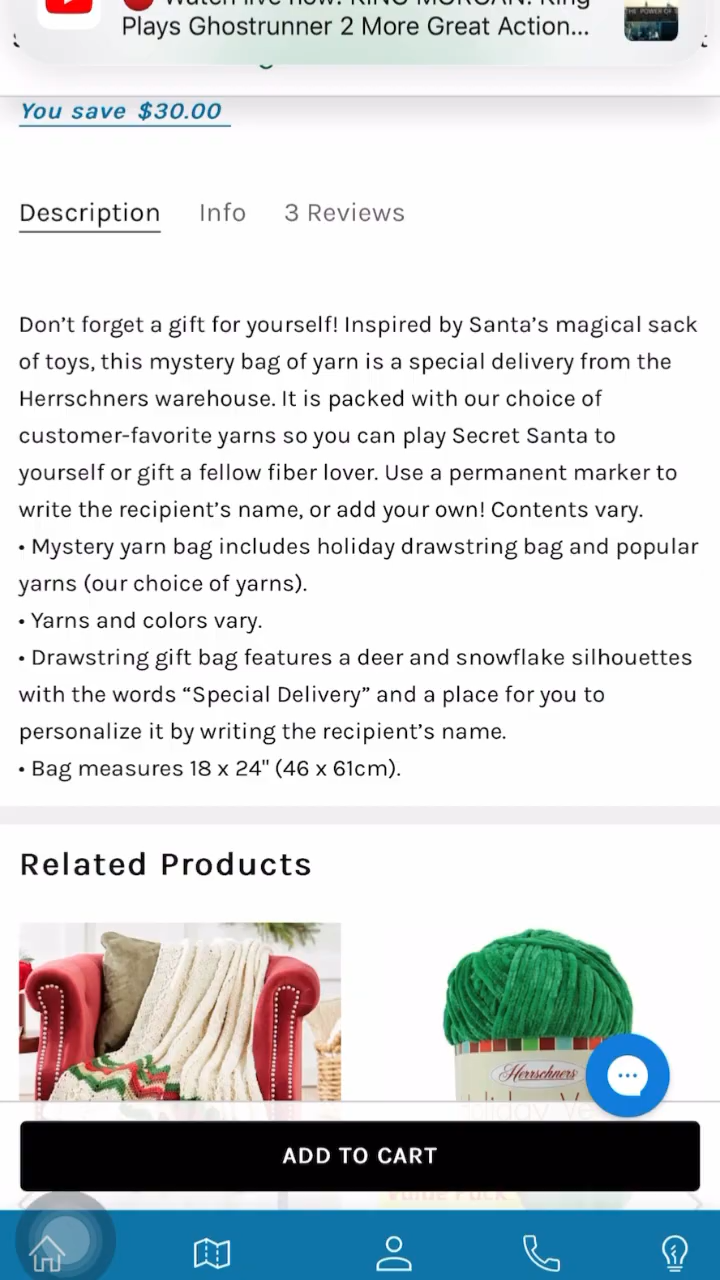 Plays Ghostrunner 2 More Great Action...
You save $30.00
Description Info 3 Reviews
Don’t forget a gift for yourself! Inspired by Santa’s magical sack
of toys, this mystery bag of yarn is a special delivery from the
Herrschners warehouse. It is packed with our choice of
customer-favorite yarns so you can play Secret Santa to
yourself or gift a fellow fiber lover. Use a permanent marker to
write the recipient’s name, or add your own! Contents vary.
• Mystery yarn bag includes holiday drawstring bag and popular
yarns (our choice of yarns).
• Yarns and colors vary.
• Drawstring gift bag features a deer and snowflake silhouettes
with the words “Special Delivery” and a place for you to
personalize it by writing the recipient’s name.
• Bag measures 18 x 24" (46 x 61cm).
Related Products
Herrschners
ADD TO CART
Value Pack